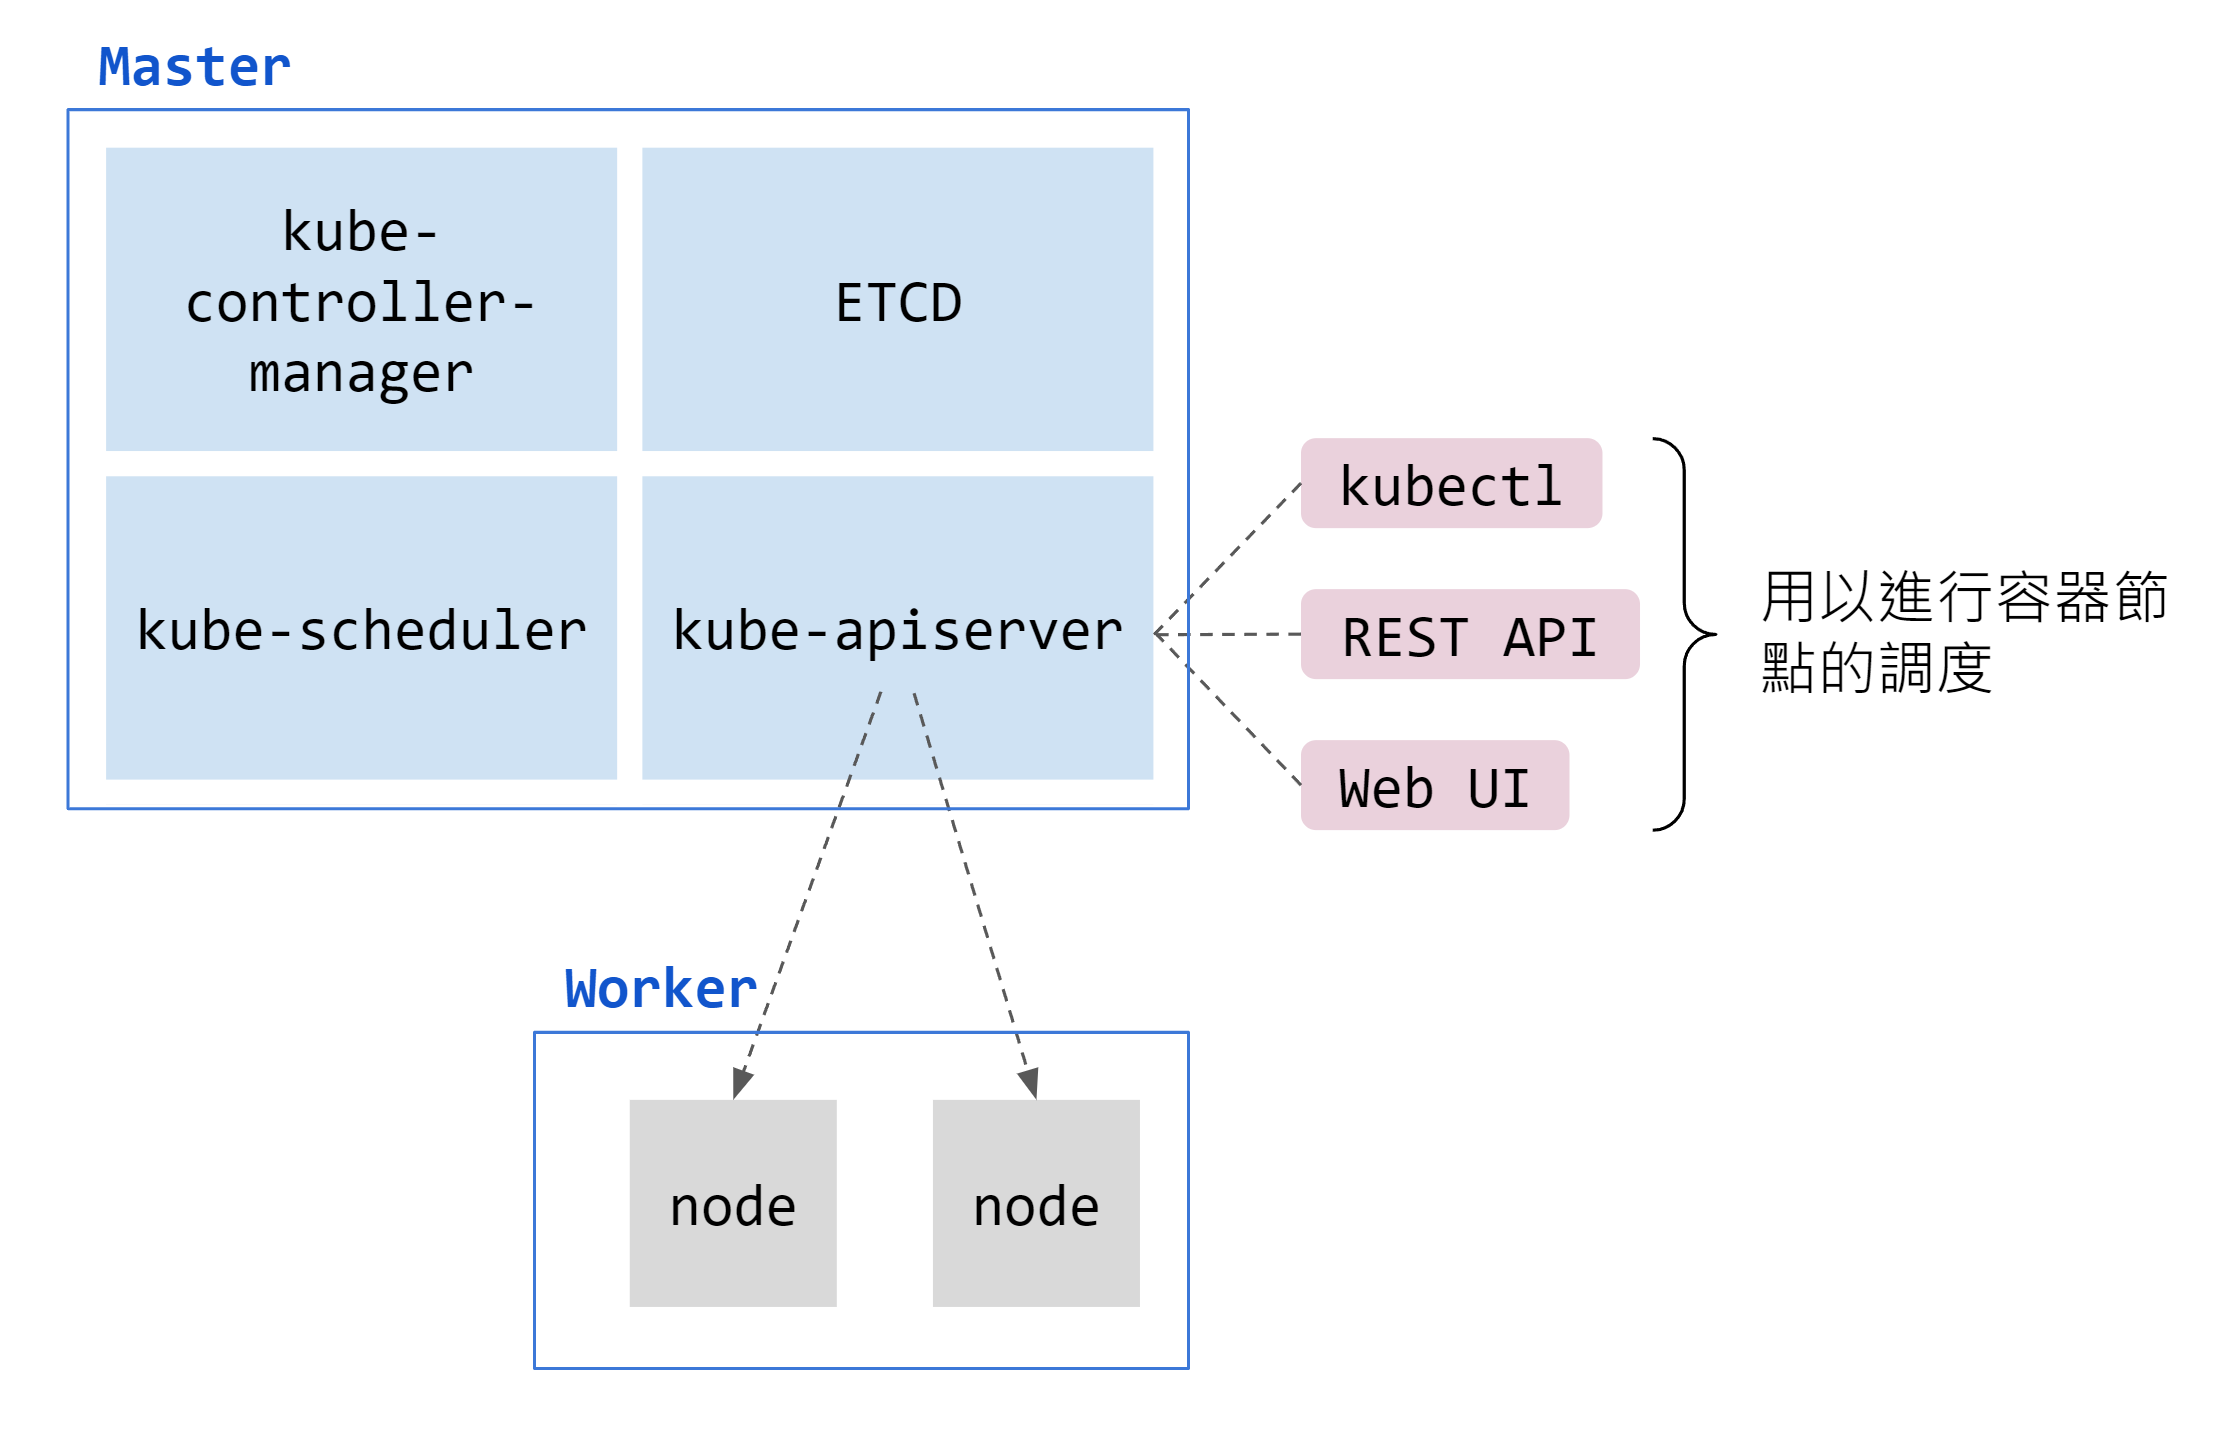 Master
kube-
controller-
manager
ETCD
kube-scheduler
kube-apiserver
kubectl
REST API
Web UI
用以進行容器節
點的調度
Worker
node
node